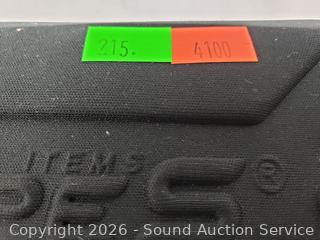 215. 4100
ITEMS
Copyright 2026 - Sound Auction Service